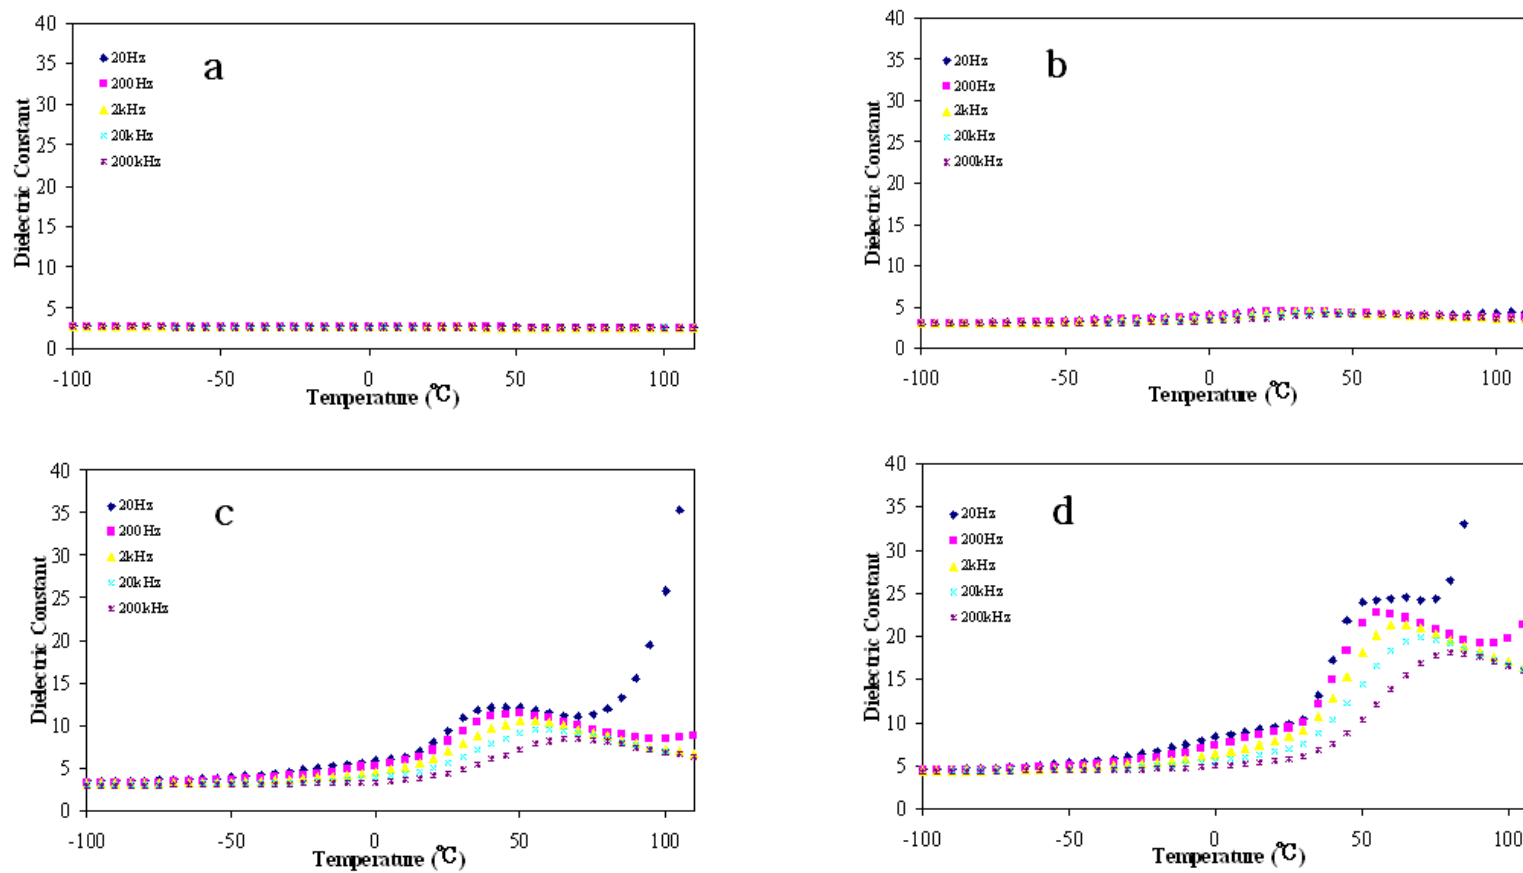 40
35
30
25
20
15
10
5
0
Dielectric Constant
20Hz
200Hz
2kHz
20kHz
200kHz
a
-100 -50 0 50 100
Temperature (℃)
40
35
30
25
20
15
10
5
0
Dielectric Constant
20Hz
200Hz
2kHz
20kHz
200kHz
b
-100 -50 0 50 100
Temperature (℃)
40
35
30
25
20
15
10
5
0
Dielectric Constant
20Hz
200Hz
2kHz
20kHz
200kHz
c
-100 -50 0 50 100
Temperature (℃)
40
35
30
25
20
15
10
5
0
Dielectric Constant
20Hz
200Hz
2kHz
20kHz
200kHz
d
-100 -50 0 50 100
Temperature (℃)